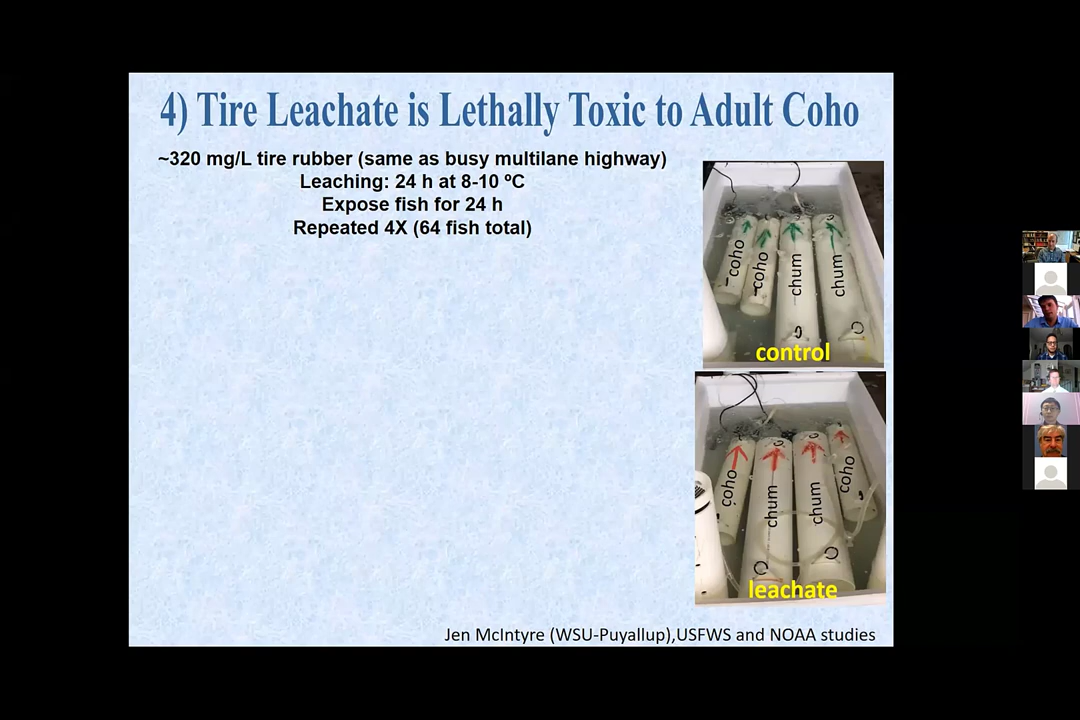 4) Tire Leachate is Lethally Toxic to Adult Coho
~320 mg/L tire rubber (same as busy multilane highway)
Leaching: 24 h at 8-10 ºC
Expose fish for 24 h
Repeated 4X (64 fish total)
coho
coho
chum
chum
control
coho
chum
chum
coho
leachate
Jen McIntyre (WSU-Puyallup),USFWS and NOAA studies